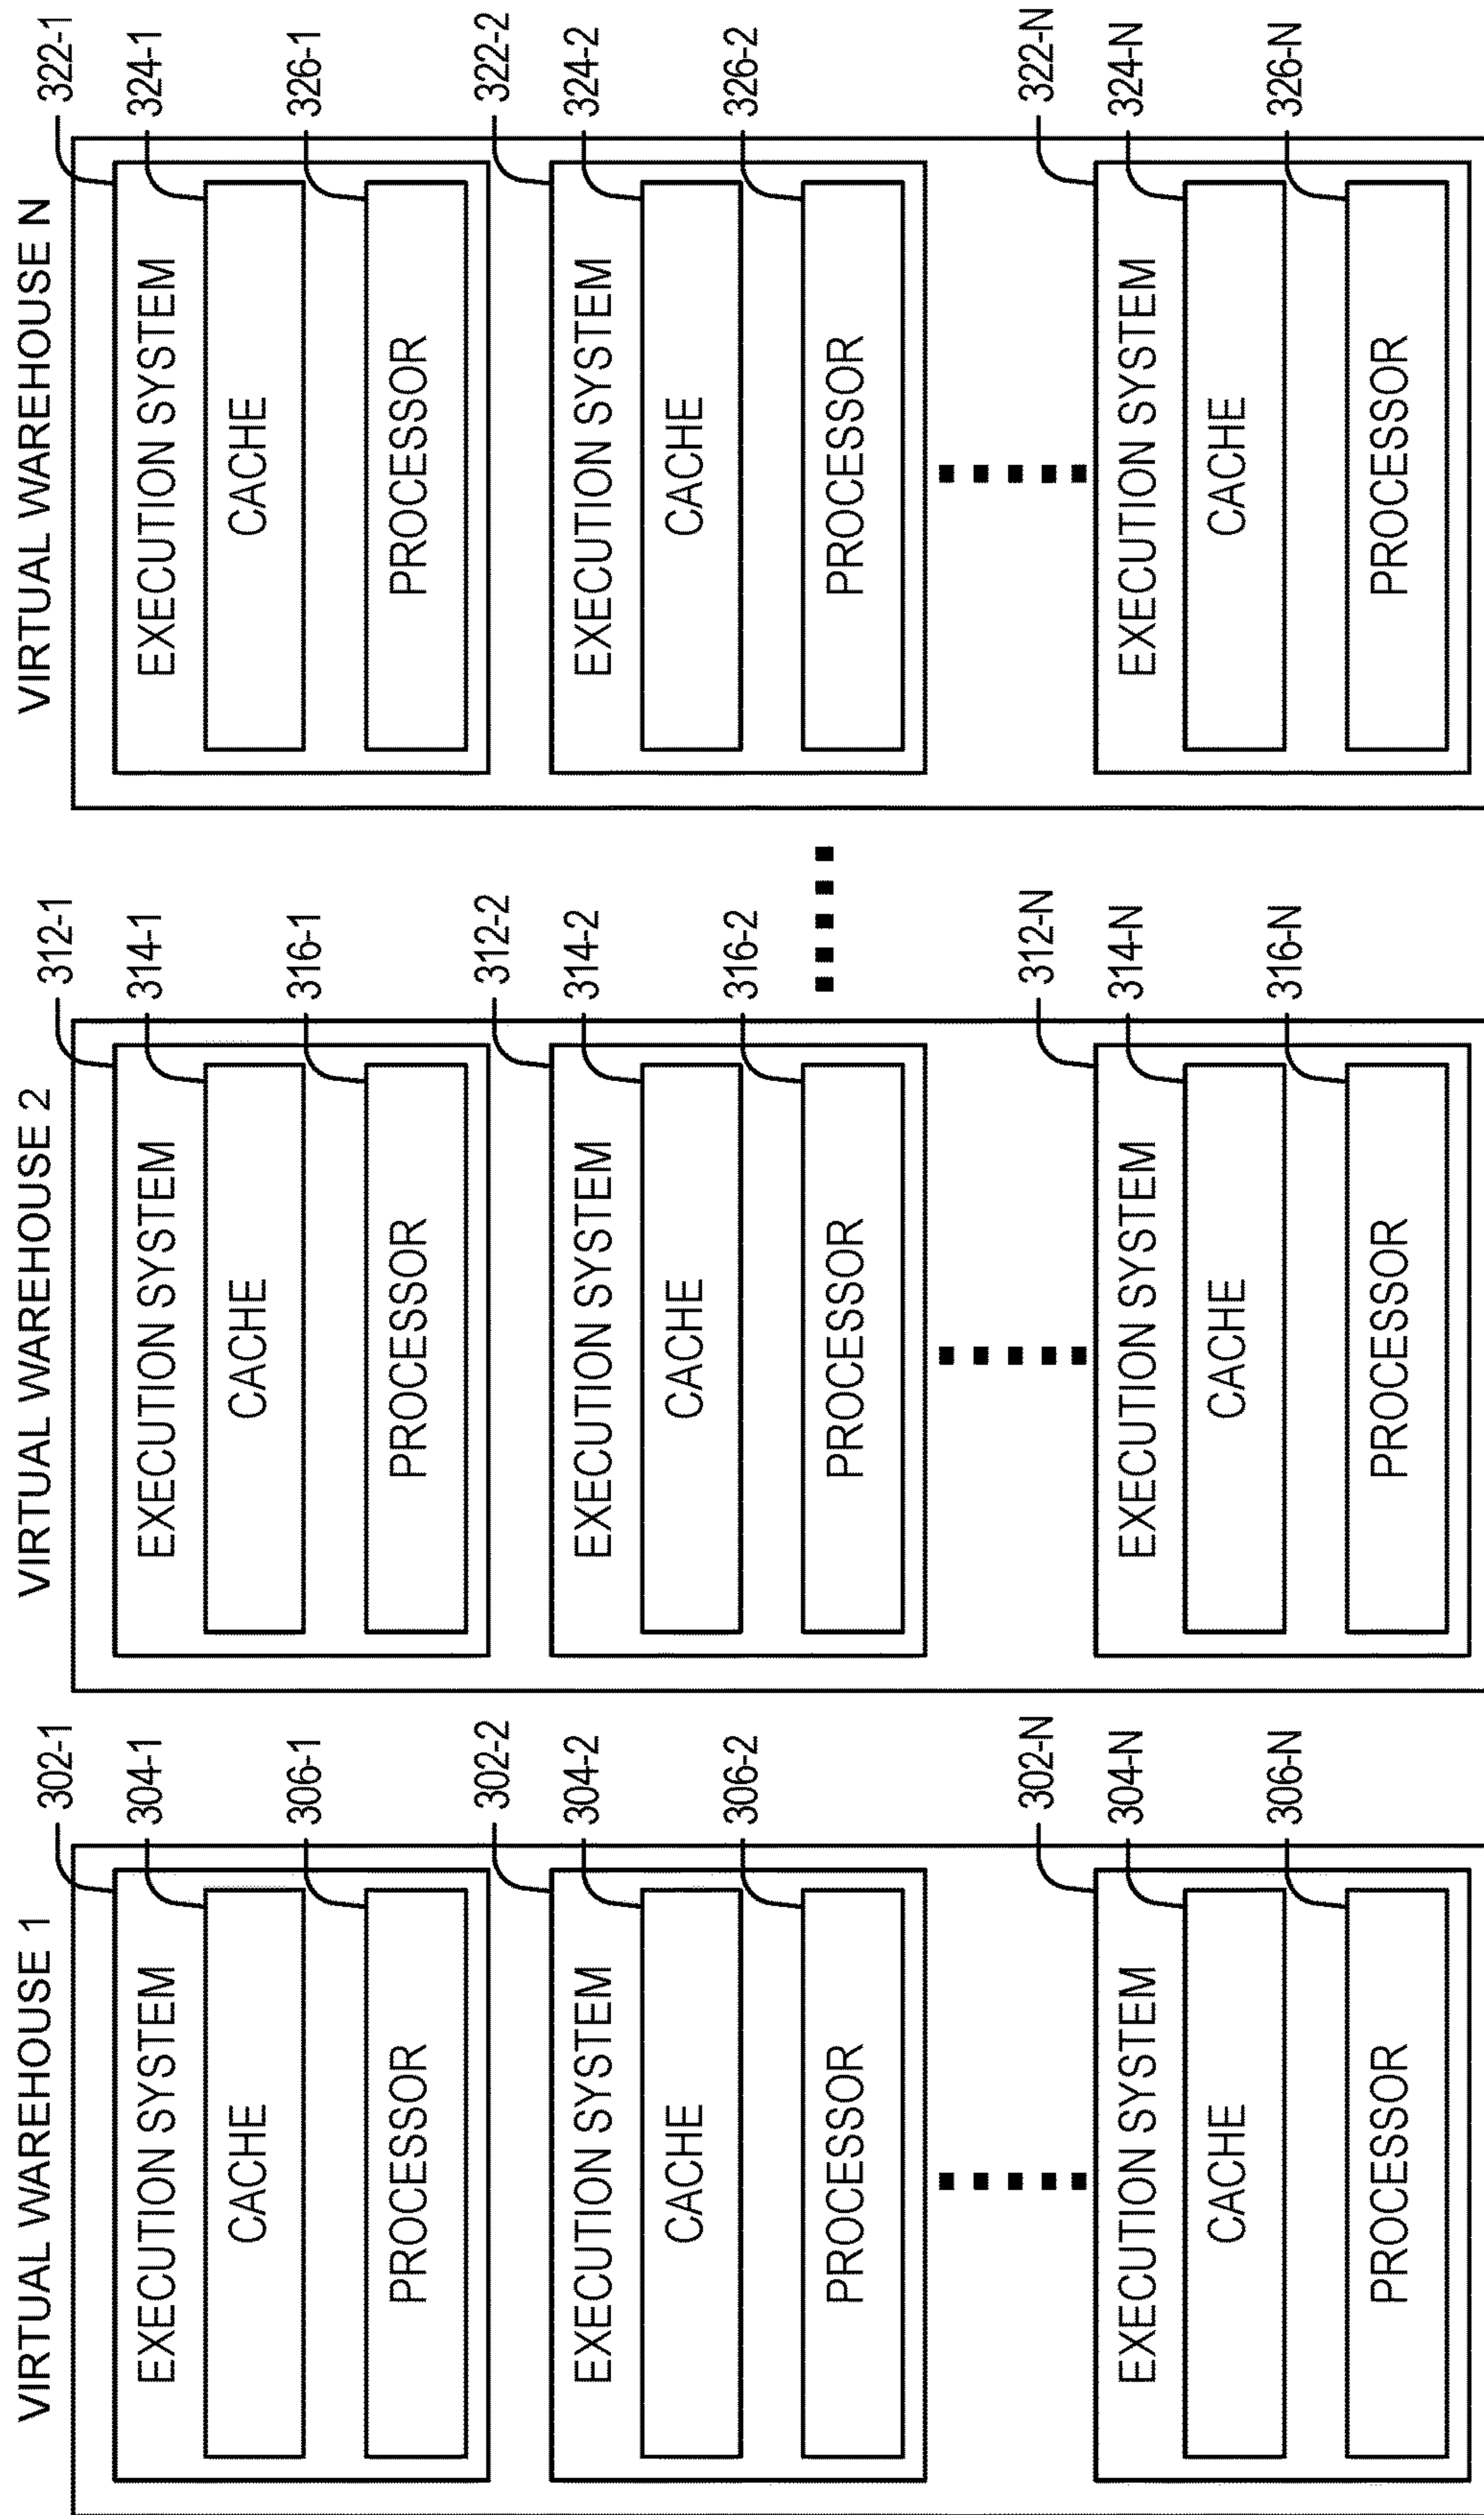 VIRTUAL WAREHOUSE 1
302-1
EXECUTION SYSTEM
304-1
CACHE
306-1
PROCESSOR
302-2
EXECUTION SYSTEM
304-2
CACHE
306-2
PROCESSOR
302-N
EXECUTION SYSTEM
304-N
CACHE
306-N
PROCESSOR
VIRTUAL WAREHOUSE 2
312-1
EXECUTION SYSTEM
314-1
CACHE
316-1
PROCESSOR
312-2
EXECUTION SYSTEM
314-2
CACHE
316-2
PROCESSOR
312-N
EXECUTION SYSTEM
314-N
CACHE
316-N
PROCESSOR
VIRTUAL WAREHOUSE N
322-1
EXECUTION SYSTEM
324-1
CACHE
326-1
PROCESSOR
322-2
EXECUTION SYSTEM
324-2
CACHE
326-2
PROCESSOR
322-N
EXECUTION SYSTEM
324-N
CACHE
326-N
PROCESSOR